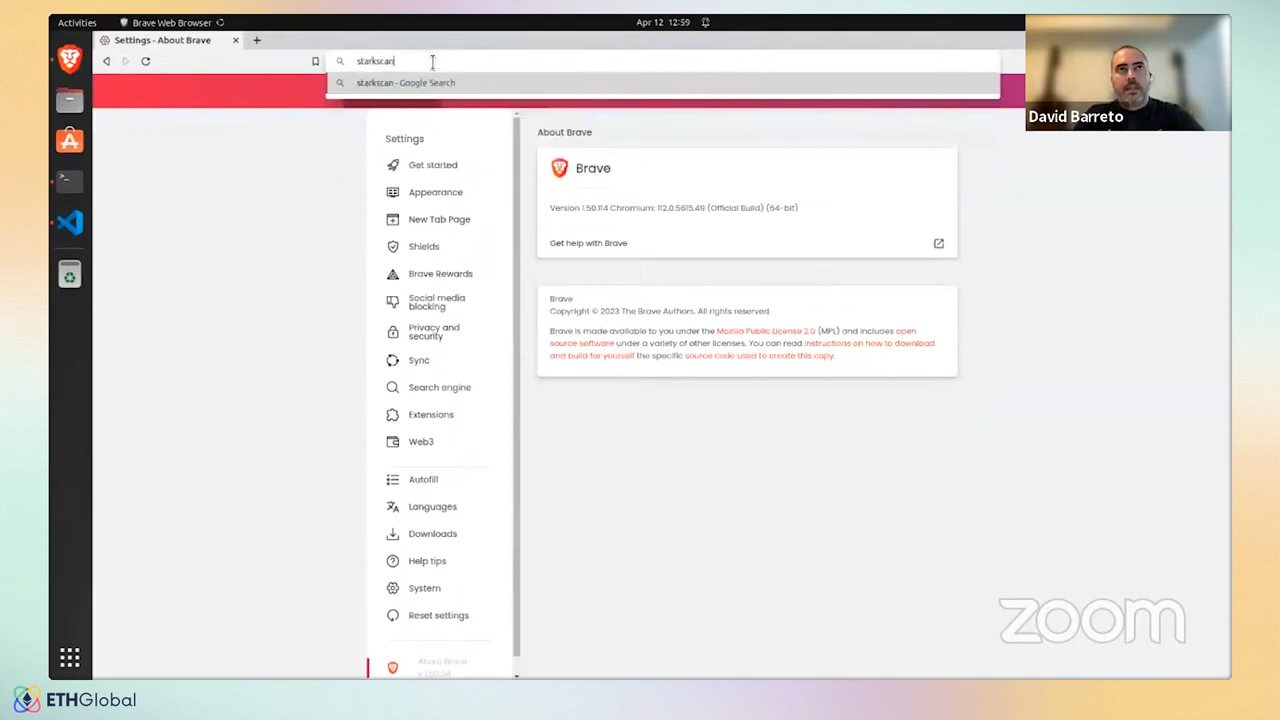 Activities
Brave Web Browser
Apr 12 12:59
Settings - About Brave
starkscan
starkscan - Google Search
David Barreto
Settings
Get started
Appearance
New Tab Page
Shields
Brave Rewards
Social media
blocking
Privacy and
security
Sync
Search engine
Extensions
Web3
Autofill
Languages
Downloads
Help tips
System
Reset settings
About Brave
v 1.50.114
About Brave
Brave
Version 1.50.114 Chromium: 112.0.5615.49 (Official Build) (64-bit)
Get help with Brave
Brave
Copyright © 2023 The Brave Authors. All rights reserved.
Brave is made available to you under the Mozilla Public License 2.0 (MPL) and includes open
source software under a variety of other licenses. You can read instructions on how to download
and build for yourself the specific source code used to create this copy.
zoom
ETHGlobal